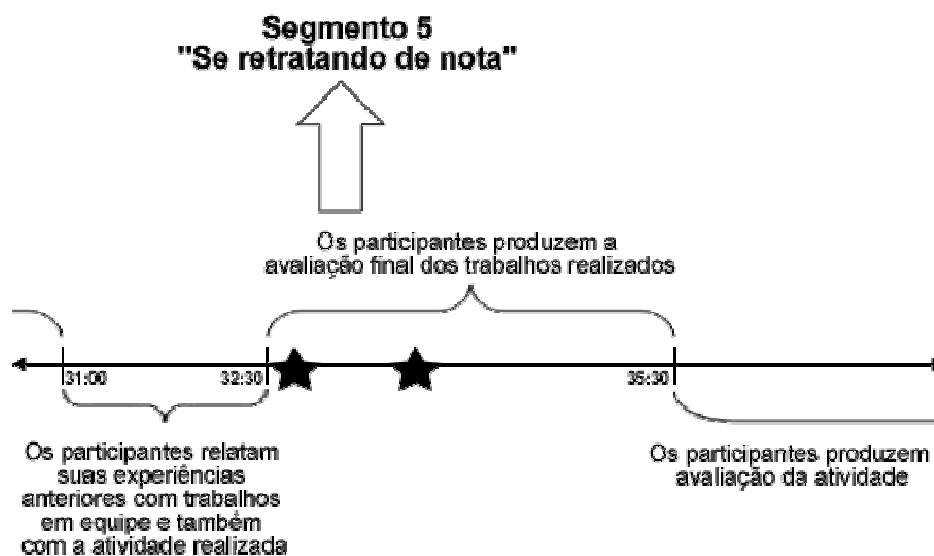 Segmento 5
"Se retratando de nota"
Os participantes produzem a
avaliação final dos trabalhos realizados
31:00
32:30
35:30
Os participantes relatam
suas experiências
anteriores com trabalhos
em equipe e também
com a atividade realizada
Os participantes produzem
avaliação da atividade